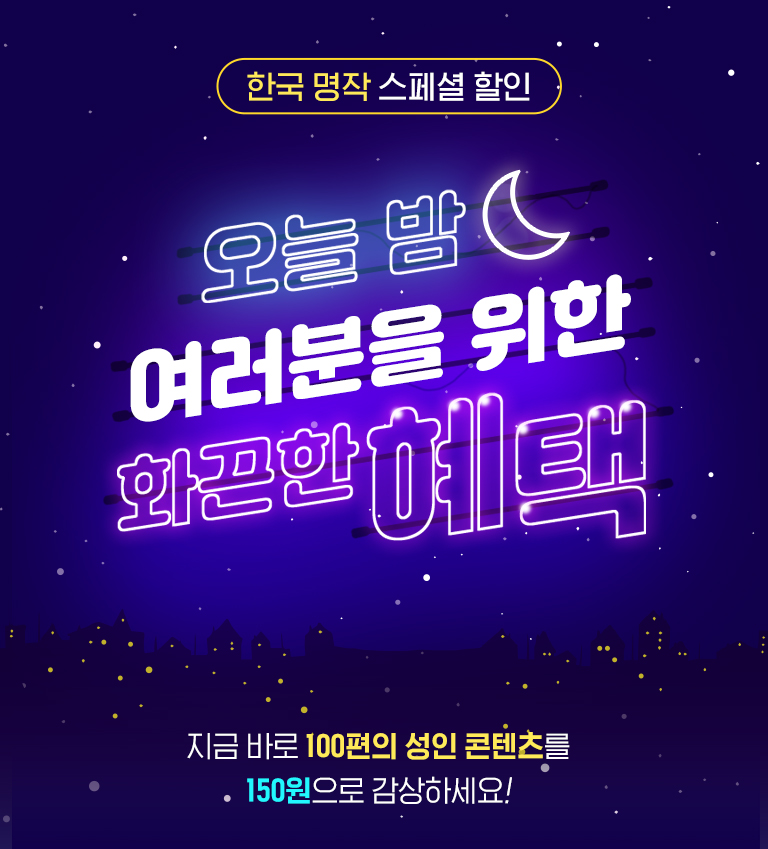 한국 명작 스페셜 할인
오늘 밤
여러분을 위한
화끈한 혜택
지금 바로 100편의 성인 콘텐츠를
150원으로 감상하세요!